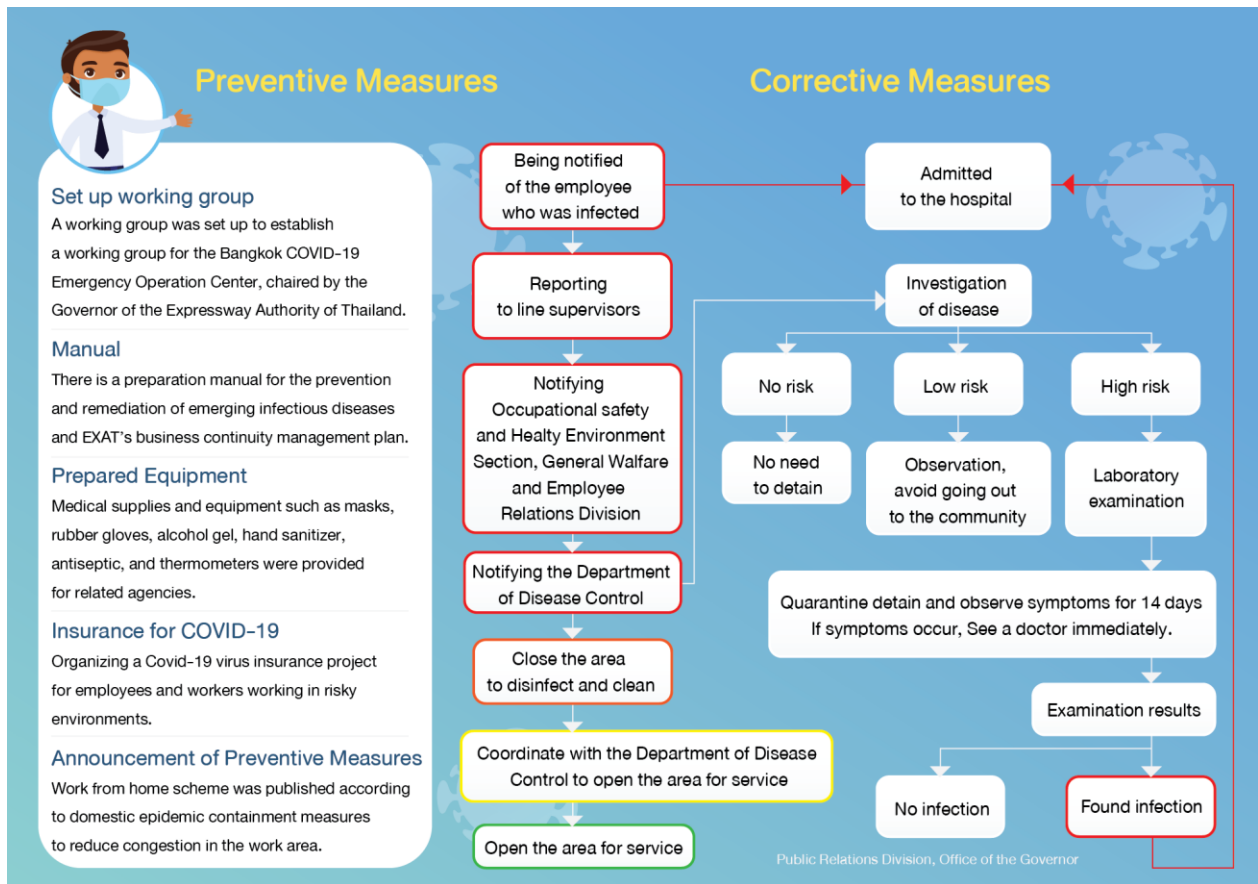 Preventive Measures
Set up working group
A working group was set up to establish
a working group for the Bangkok COVID-19
Emergency Operation Center, chaired by the
Governor of the Expressway Authority of Thailand.
Manual
There is a preparation manual for the prevention
and remediation of emerging infectious diseases
and EXAT's business continuity management plan.
Prepared Equipment
Medical supplies and equipment such as masks,
rubber gloves, alcohol gel, hand sanitizer,
antiseptic, and thermometers were provided
for related agencies.
Insurance for COVID-19
Organizing a Covid-19 virus insurance project
for employees and workers working in risky
environments.
Announcement of Preventive Measures
Work from home scheme was published according
to domestic epidemic containment measures
to reduce congestion in the work area.
Corrective Measures
Being notified
of the employee
who was infected
Reporting
to line supervisors
Notifying
Occupational safety
and Healty Environment
Section, General Welfare
and Employee
Relations Division
Notifying the Department
of Disease Control
Close the area
to disinfect and clean
Coordinate with the Department of Disease
Control to open the area for service
Open the area for service
Admitted
to the hospital
Investigation
of disease
No risk
Low risk
High risk
No need
to detain
Observation,
avoid going out
to the community
Laboratory
examination
Quarantine detain and observe symptoms for 14 days
If symptoms occur, See a doctor immediately.
Examination results
No infection
Found infection
Public Relations Division, Office of the Governor